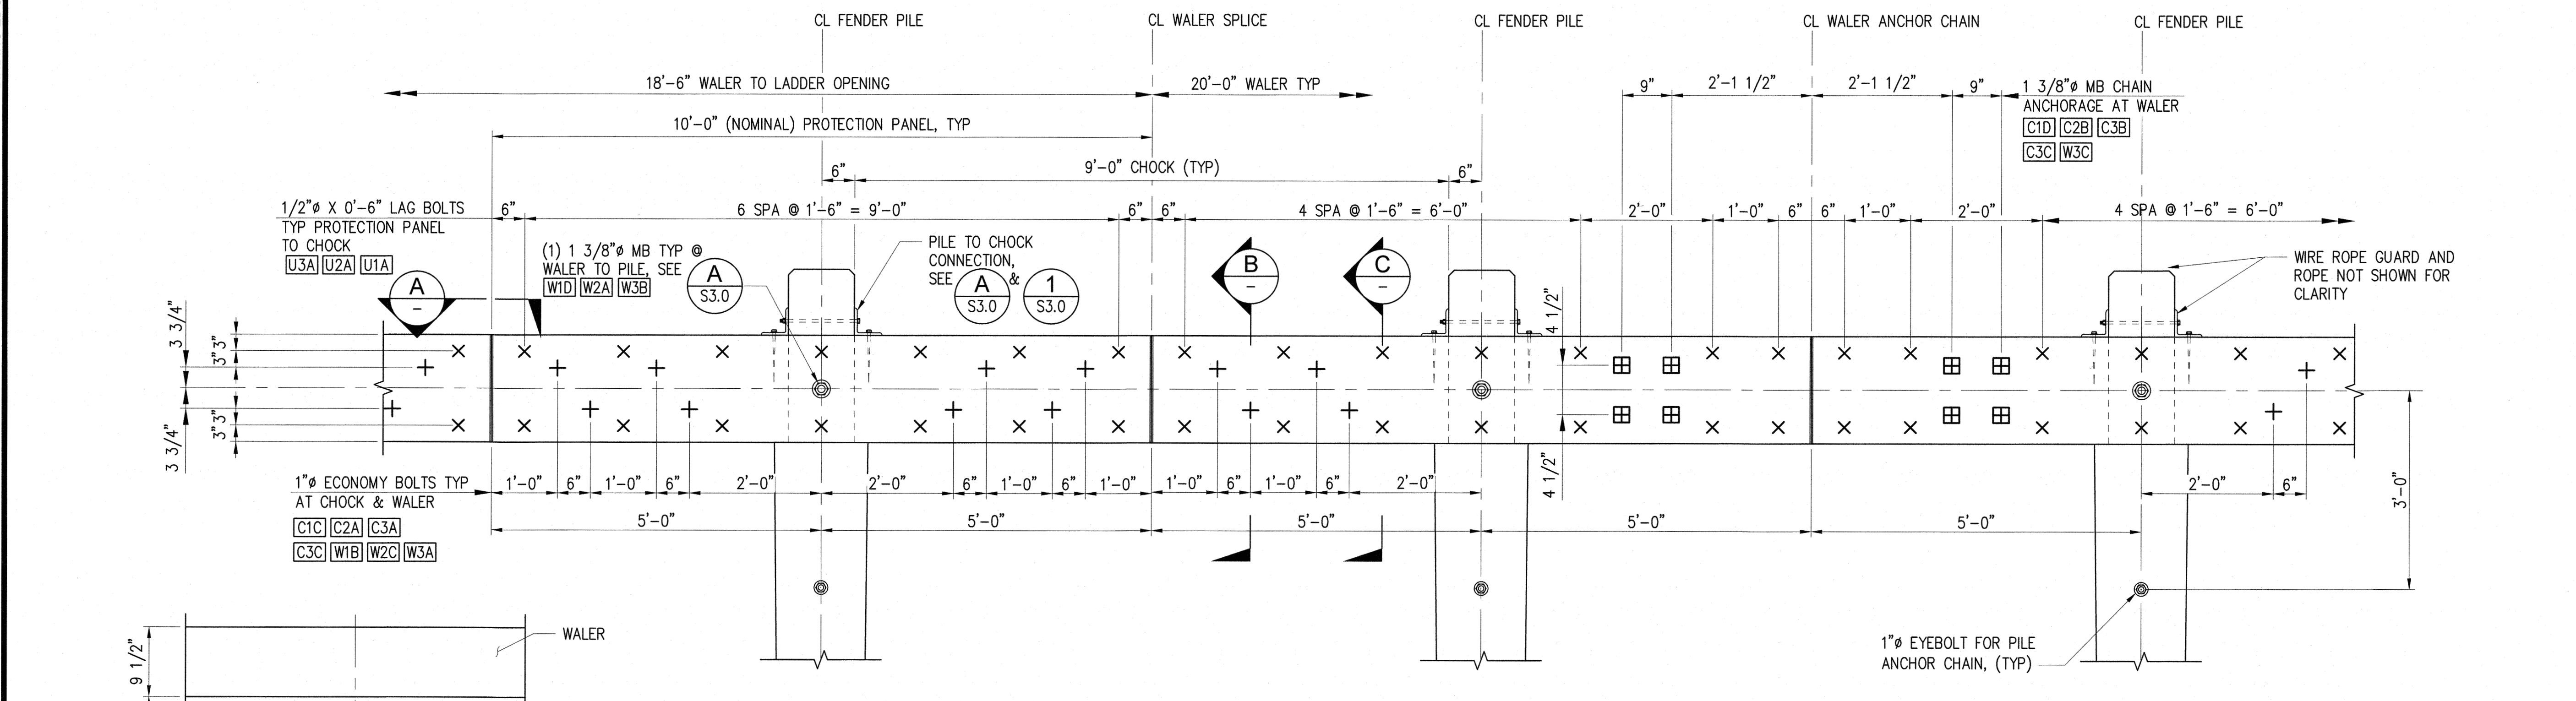 CL FENDER PILE
CL WALER SPLICE
CL FENDER PILE
CL WALER ANCHOR CHAIN
CL FENDER PILE
18'-6" WALER TO LADDER OPENING
20'-0" WALER TYP
9"
2'-1 1/2"
2'-1 1/2"
9"
1 3/8"ø MB CHAIN
ANCHORAGE AT WALER
C1D C2B C3B
C3C W3C
10'-0" (NOMINAL) PROTECTION PANEL, TYP
6"
9'-0" CHOCK (TYP)
6"
1/2"ø X 0'-6" LAG BOLTS
TYP PROTECTION PANEL
TO CHOCK
U3A U2A U1A
6"
6 SPA @ 1'-6" = 9'-0"
6"
6"
4 SPA @ 1'-6" = 6'-0"
2'-0"
1'-0"
6"
6"
1'-0"
2'-0"
4 SPA @ 1'-6" = 6'-0"
(1) 1 3/8"ø MB TYP @
WALER TO PILE, SEE
W1D W2A W3B
A
S3.0
PILE TO CHOCK
CONNECTION,
SEE
A
S3.0
&
1
S3.0
A
-
B
-
C
-
WIRE ROPE GUARD AND
ROPE NOT SHOWN FOR
CLARITY
3 3/4"
3"
3"
3 3/4"
3"
3"
4 1/2"
4 1/2"
1"ø ECONOMY BOLTS TYP
AT CHOCK & WALER
C1C C2A C3A
C3C W1B W2C W3A
1'-0"
6"
1'-0"
6"
2'-0"
2'-0"
6"
1'-0"
6"
1'-0"
1'-0"
6"
1'-0"
6"
2'-0"
2'-0"
6"
5'-0"
5'-0"
5'-0"
5'-0"
5'-0"
3'-0"
9 1/2"
WALER
1"ø EYEBOLT FOR PILE
ANCHOR CHAIN, (TYP)